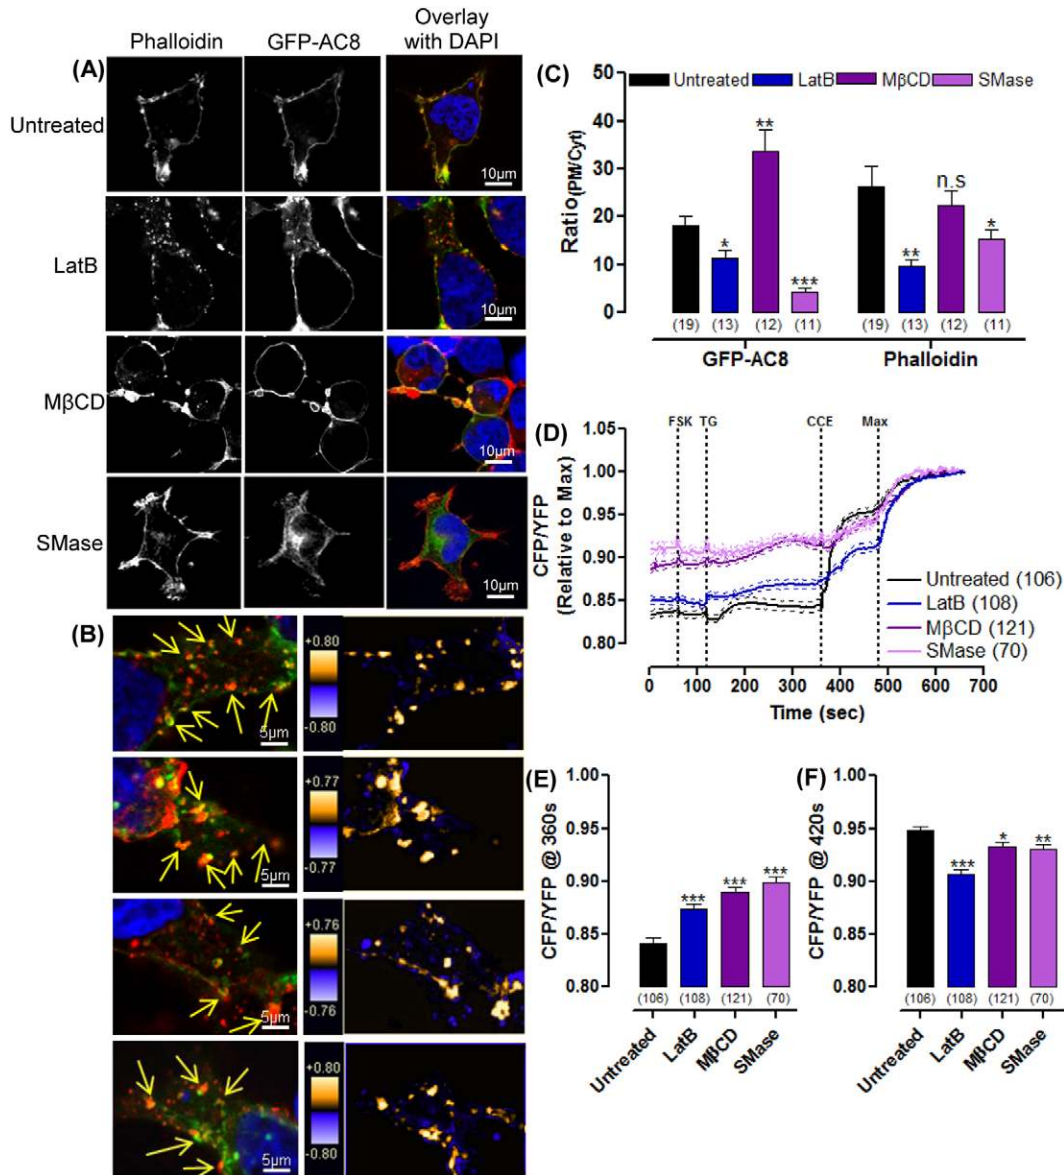 Phalloidin GFP-AC8 Overlay with DAPI
(A)
Untreated
10µm
LatB
10µm
MβCD
10µm
SMase
10µm
(B)
+0.80
-0.80
5µm
+0.77
-0.77
5µm
+0.76
-0.76
5µm
+0.80
-0.80
5µm
(C)
Untreated LatB MβCD SMase
Ratio(PM/Cyt)
50
40
30
20
10
0
* ** *** ** n.s *
(19) (13) (12) (11) (19) (13) (12) (11)
GFP-AC8 Phalloidin
(D)
FSK TG CCE Max
CFP/YFP
(Relative to Max)
1.05
1.00
0.95
0.90
0.85
0.80
Untreated (106)
LatB (108)
MβCD (121)
SMase (70)
0 100 200 300 400 500 600 700
Time (sec)
(E)
CFP/YFP @ 360s
1.00
0.95
0.90
0.85
0.80
*** *** ***
(106) (108) (121) (70)
Untreated LatB MβCD SMase
(F)
CFP/YFP @ 420s
1.00
0.95
0.90
0.85
0.80
*** * **
(106) (108) (121) (70)
Untreated LatB MβCD SMase